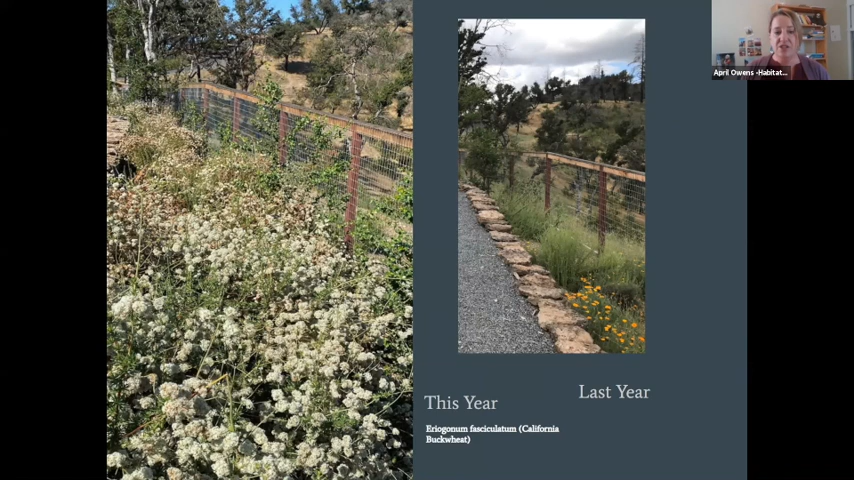 April Owens -Habitat...
Last Year
This Year
Eriogonum fasciculatum (California
Buckwheat)